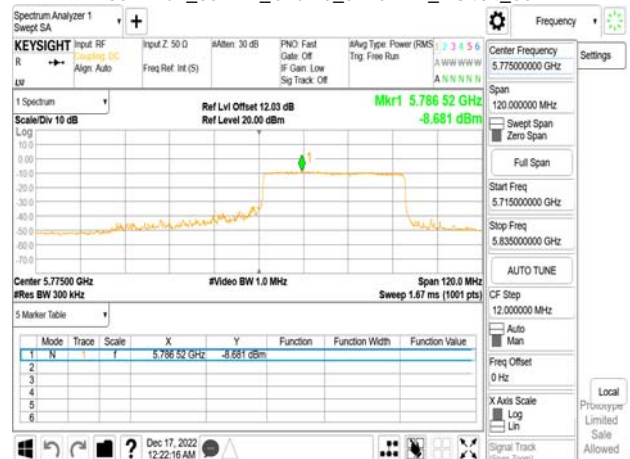 Spectrum Analyzer 1
Swept SA
Frequency
KEYSIGHT
Input: RF
Coupling: DC
Align: Auto
Input Z: 50 Ω
Freq Ref: Int (S)
#Atten: 30 dB
PNO: Fast
Gate: Off
IF Gain: Low
Sig Track: Off
#Avg Type: Power (RMS)
Trig: Free Run
1 2 3 4 5 6
A W W W W W
A N N N N N
R
LXI
Center Frequency
5.775000000 GHz
Settings
Span
120.000000 MHz
Swept Span
Zero Span
Full Span
Start Freq
5.715000000 GHz
Stop Freq
5.835000000 GHz
AUTO TUNE
CF Step
12.000000 MHz
Auto
Man
Freq Offset
0 Hz
X Axis Scale
Log
Lin
Signal Track
Local
Prototype
Limited
Sale
Allowed
1 Spectrum
Scale/Div 10 dB
Ref Lvl Offset 12.03 dB
Ref Level 20.00 dBm
Mkr1 5.786 52 GHz
-8.681 dBm
Log
10.0
0.00
-10.0
-20.0
-30.0
-40.0
-50.0
-60.0
-70.0
1
Center 5.77500 GHz
#Res BW 300 kHz
#Video BW 1.0 MHz
Span 120.0 MHz
Sweep 1.67 ms (1001 pts)
5 Marker Table
Mode Trace Scale X Y Function Function Width Function Value
1 N 1 f 5.786 52 GHz -8.681 dBm
2
3
4
5
6
?
Dec 17, 2022
12:22:16 AM